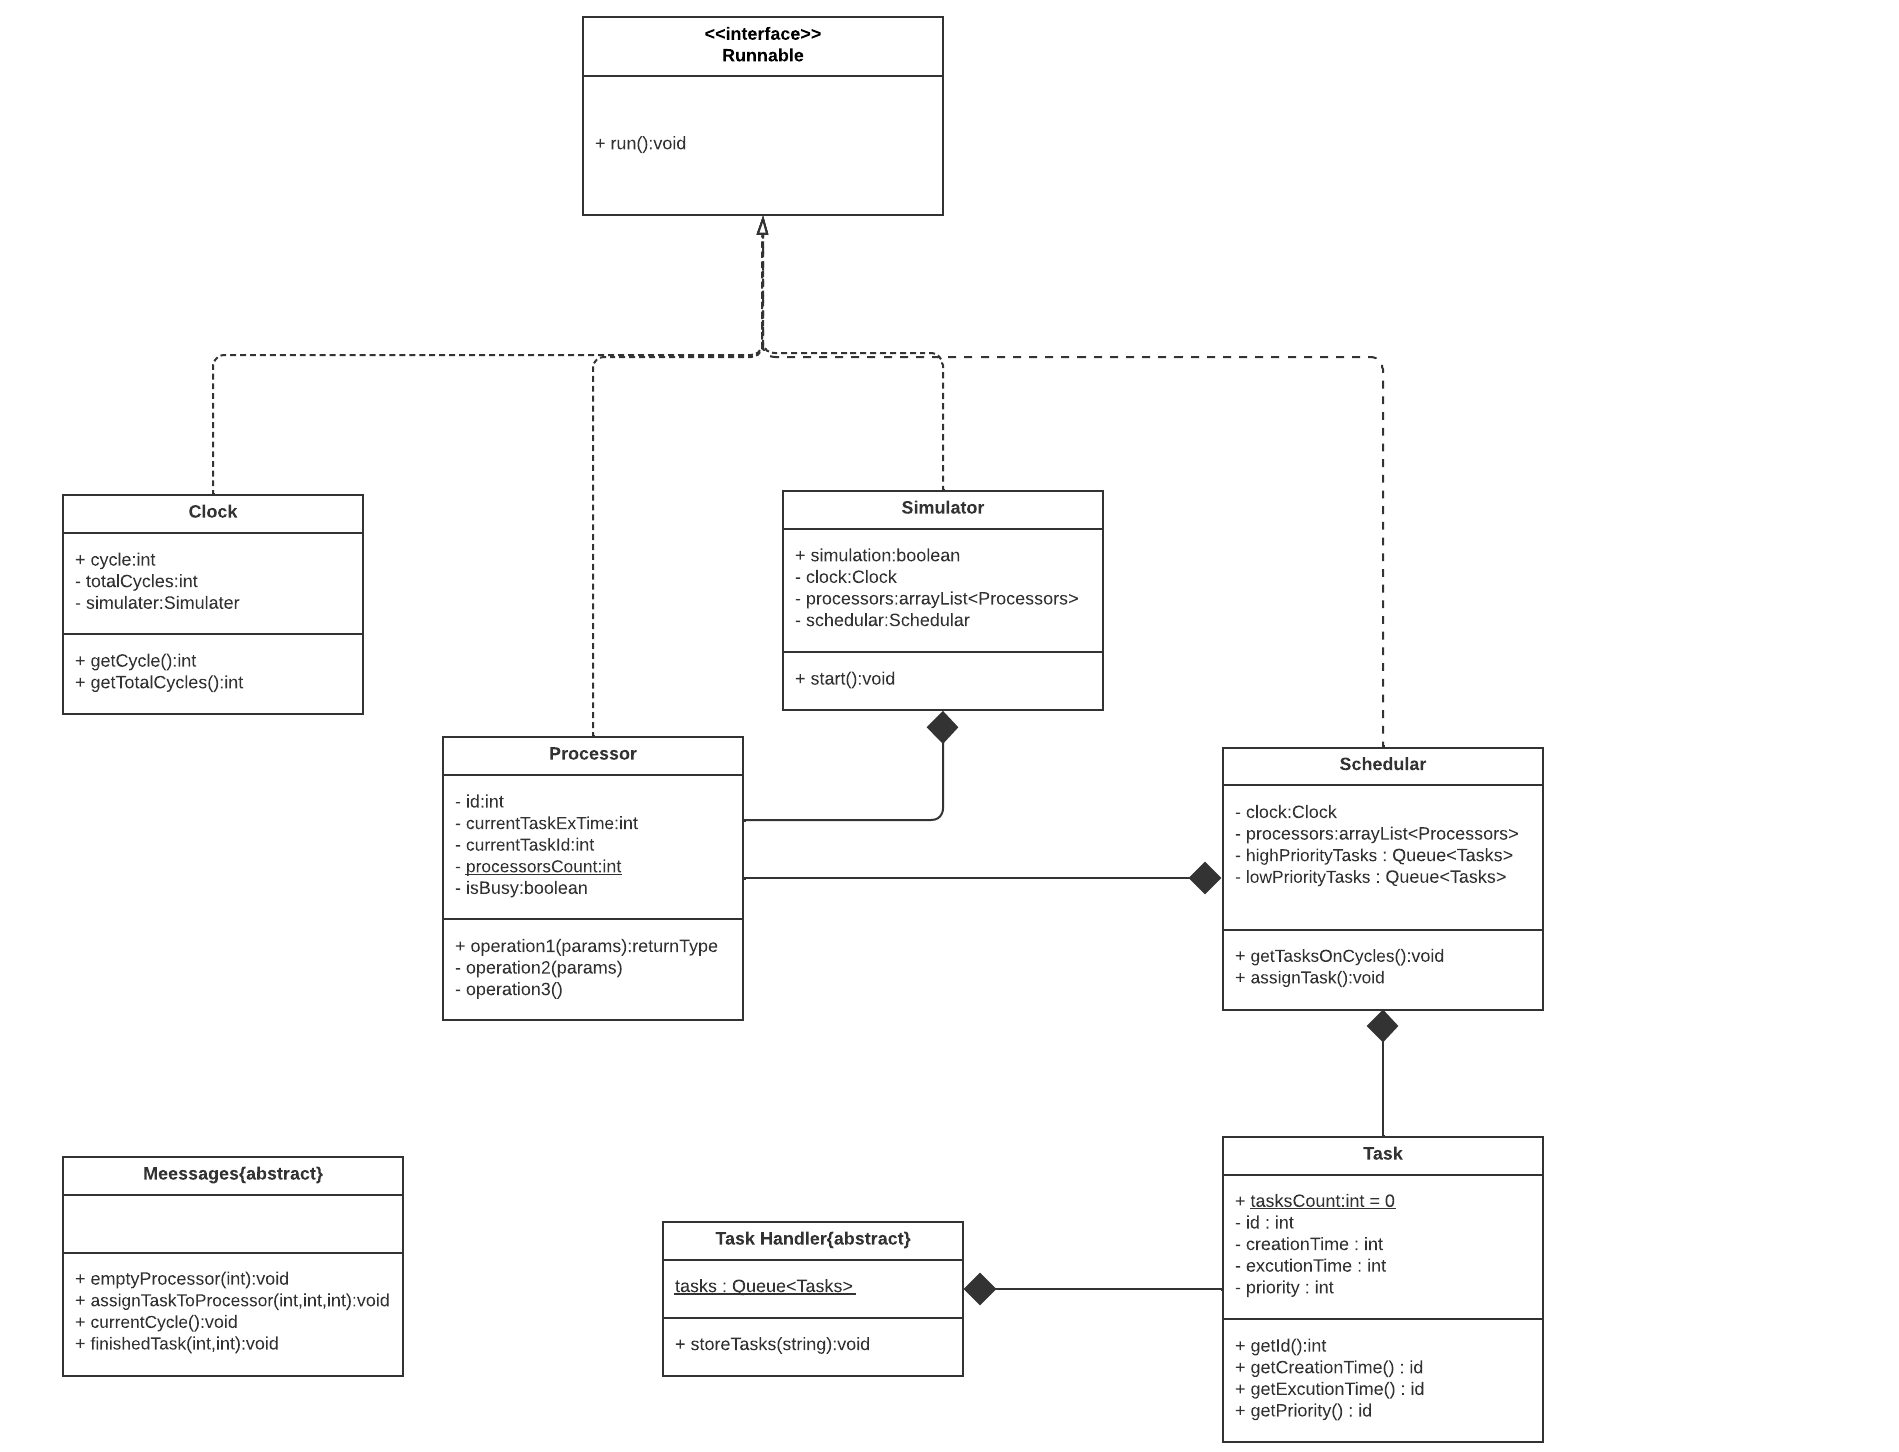 <<interface>>
Runnable
+ run():void
Clock
+ cycle:int
- totalCycles:int
- simulater:Simulater
+ getCycle():int
+ getTotalCycles():int
Simulator
+ simulation:boolean
- clock:Clock
- processors:arrayList<Processors>
- schedular:Schedular
+ start():void
Processor
- id:int
- currentTaskExTime:int
- currentTaskId:int
- processorsCount:int
- isBusy:boolean
+ operation1(params):returnType
- operation2(params)
- operation3()
Schedular
- clock:Clock
- processors:arrayList<Processors>
- highPriorityTasks : Queue<Tasks>
- lowPriorityTasks : Queue<Tasks>
+ getTasksOnCycles():void
+ assignTask():void
Meessages{abstract}
+ emptyProcessor(int):void
+ assignTaskToProcessor(int,int,int):void
+ currentCycle():void
+ finishedTask(int,int):void
Task Handler{abstract}
tasks : Queue<Tasks>
+ storeTasks(string):void
Task
+ tasksCount:int = 0
- id : int
- creationTime : int
- excutionTime : int
- priority : int
+ getId():int
+ getCreationTime() : id
+ getExcutionTime() : id
+ getPriority() : id